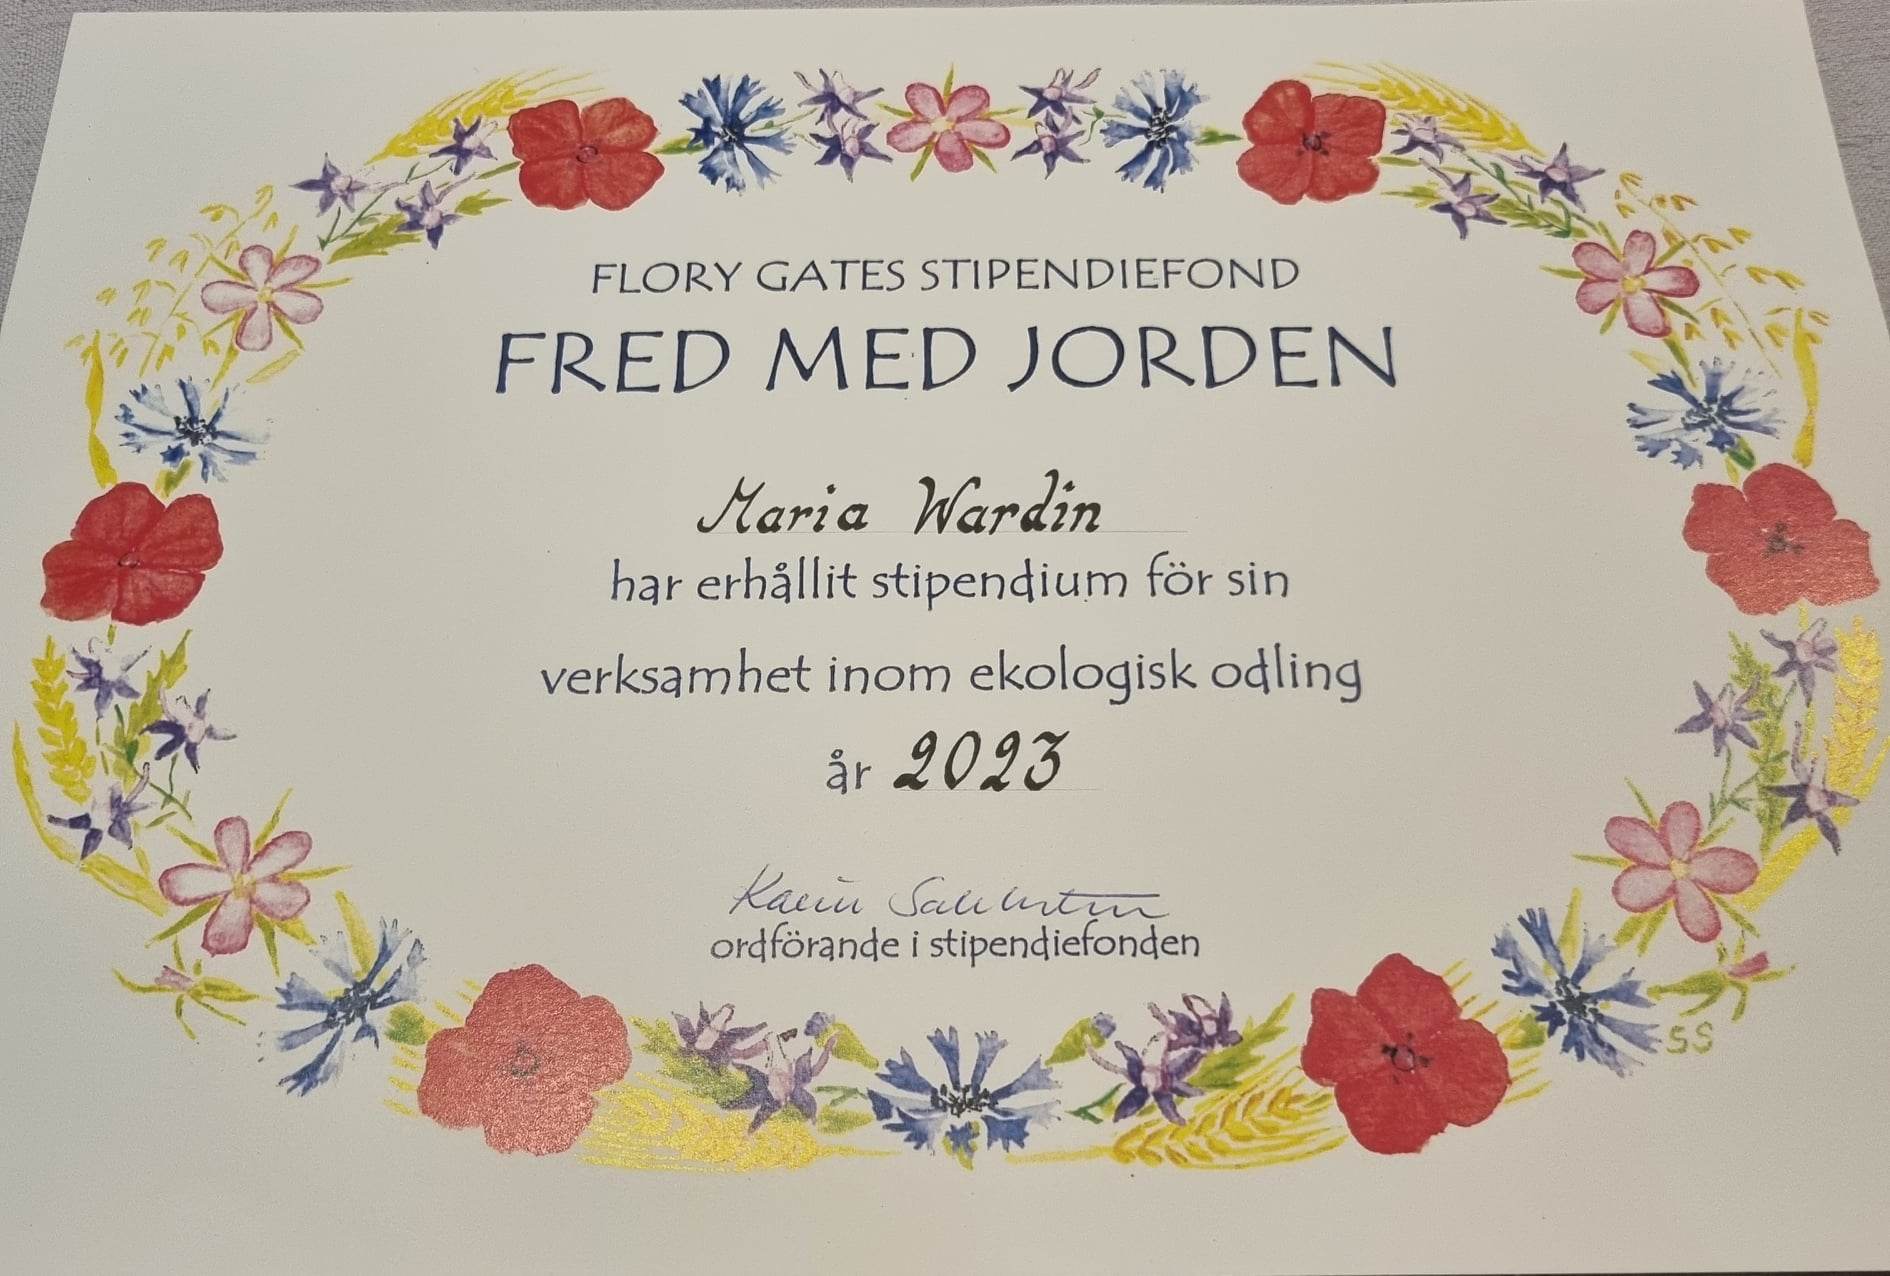 FLORY GATES STIPENDIEFOND
FRED MED JORDEN
Maria Wardin
har erhållit stipendium för sin
verksamhet inom ekologisk odling
år 2023
Karin
ordförande i stipendiefonden
SS